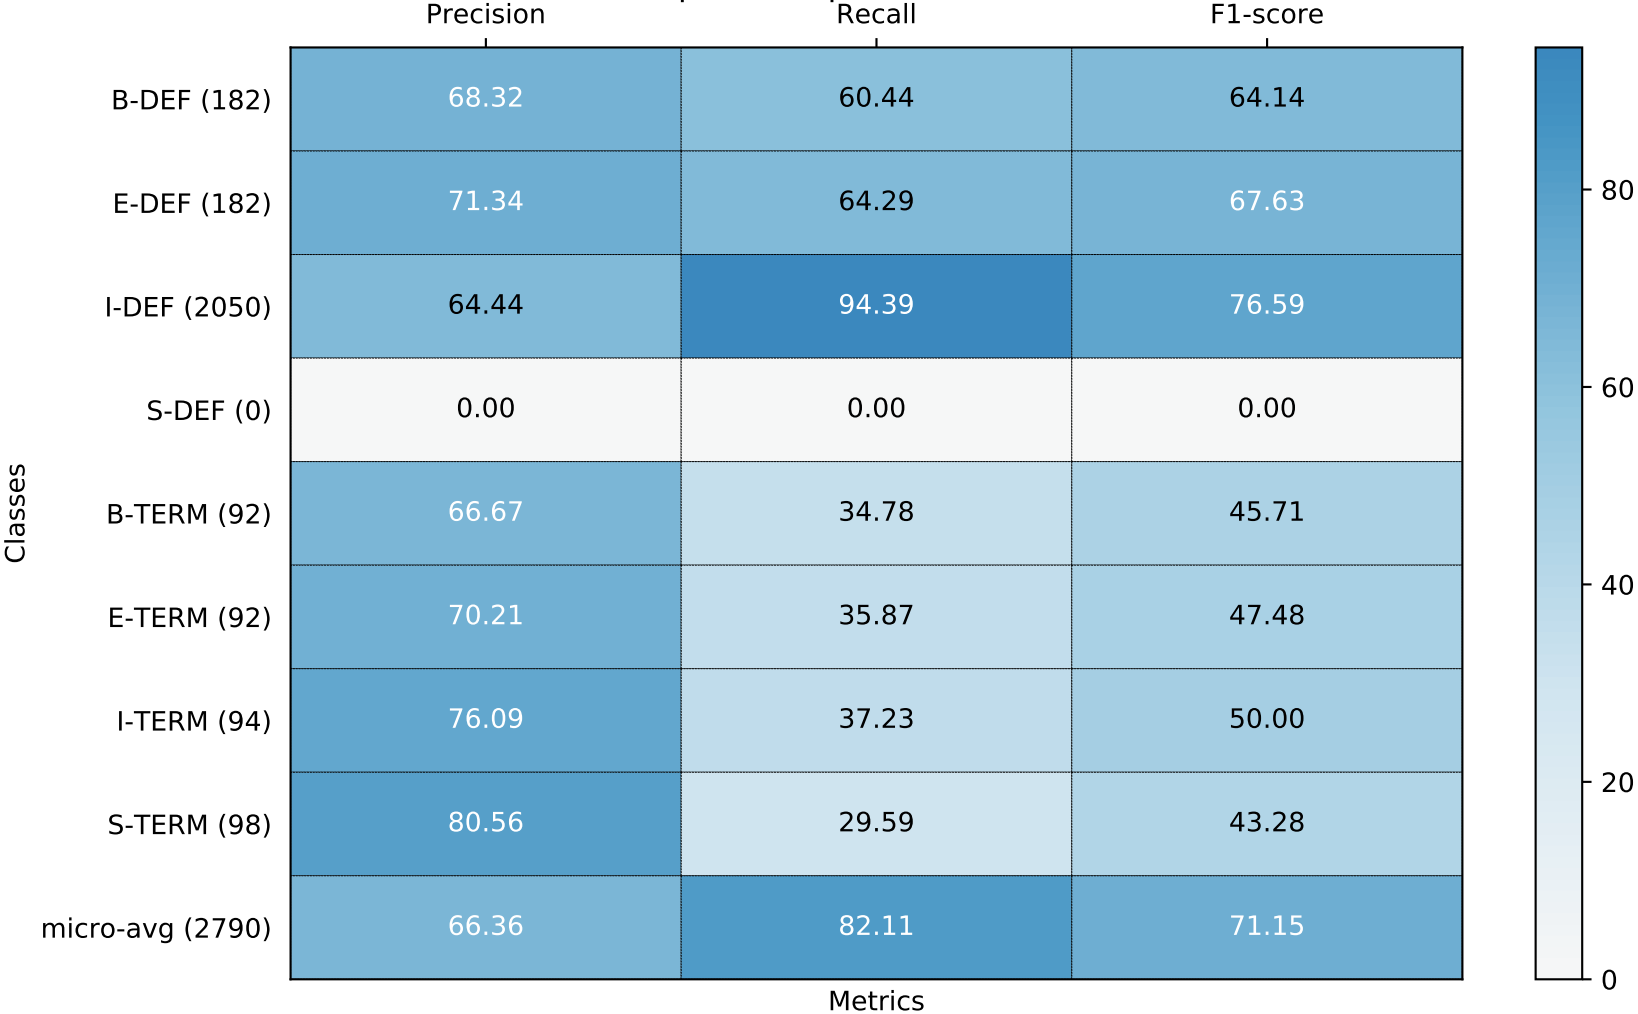 Precision Recall F1-score
B-DEF (182) 68.32 60.44 64.14
E-DEF (182) 71.34 64.29 67.63
I-DEF (2050) 64.44 94.39 76.59
S-DEF (0) 0.00 0.00 0.00
B-TERM (92) 66.67 34.78 45.71
E-TERM (92) 70.21 35.87 47.48
I-TERM (94) 76.09 37.23 50.00
S-TERM (98) 80.56 29.59 43.28
micro-avg (2790) 66.36 82.11 71.15
Classes
Metrics
80
60
40
20
0